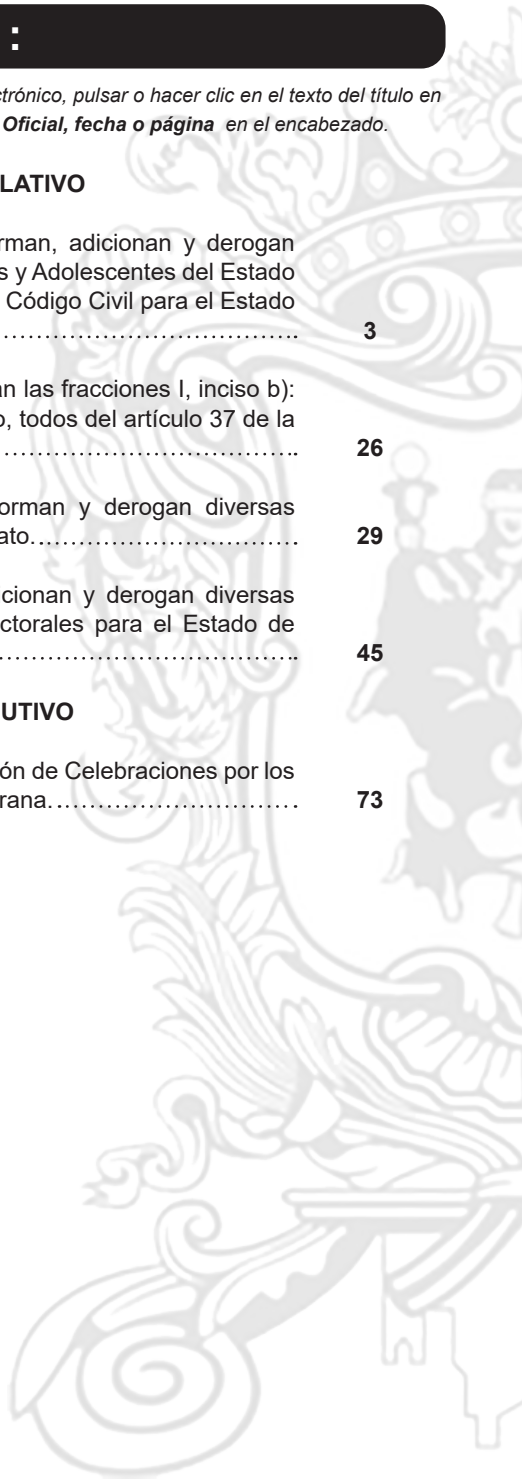 :
ctrónico, pulsar o hacer clic en el texto del título en
Oficial, fecha o página en el encabezado.
LATIVO
rman, adicionan y derogan
s y Adolescentes del Estado
Código Civil para el Estado
………………………………………. 3
an las fracciones I, inciso b):
o, todos del artículo 37 de la
………………………………………. 26
orman y derogan diversas
ato.…………………………… 29
cionan y derogan diversas
ctorales para el Estado de
………………………………………. 45
UTIVO
ión de Celebraciones por los
rana.…………………………. 73